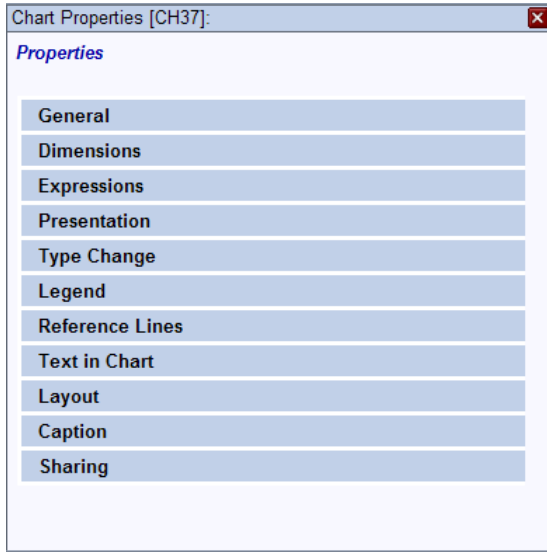 Chart Properties [CH37]:
Properties
General
Dimensions
Expressions
Presentation
Type Change
Legend
Reference Lines
Text in Chart
Layout
Caption
Sharing